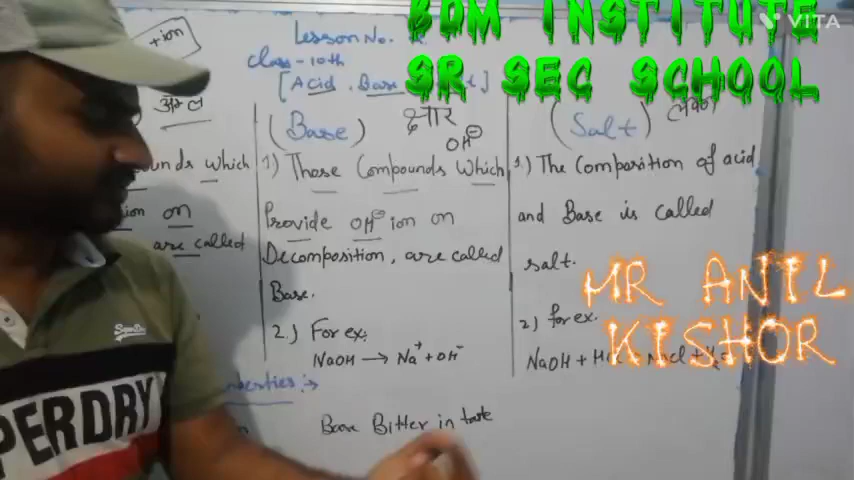 BDM INSTITUTE
SR SEC SCHOOL
VITA
+ion
Lesson No.
Class-10th
[Acid, Base
(Base) क्षार
OH⊖
(Salt)
अम्ल
which
ion on
are called
1) Those Compounds which
Provide OH⊖ ion on
Decomposition, are called
Base.
2.) For ex:
NaOH → Na⁺ + OH⁻
1.) The Composition of acid
and Base is called
salt.
2) for ex.
NaOH +
MR ANIL
KISHOR
Base Bitter in taste
SuperDry
PERDRY